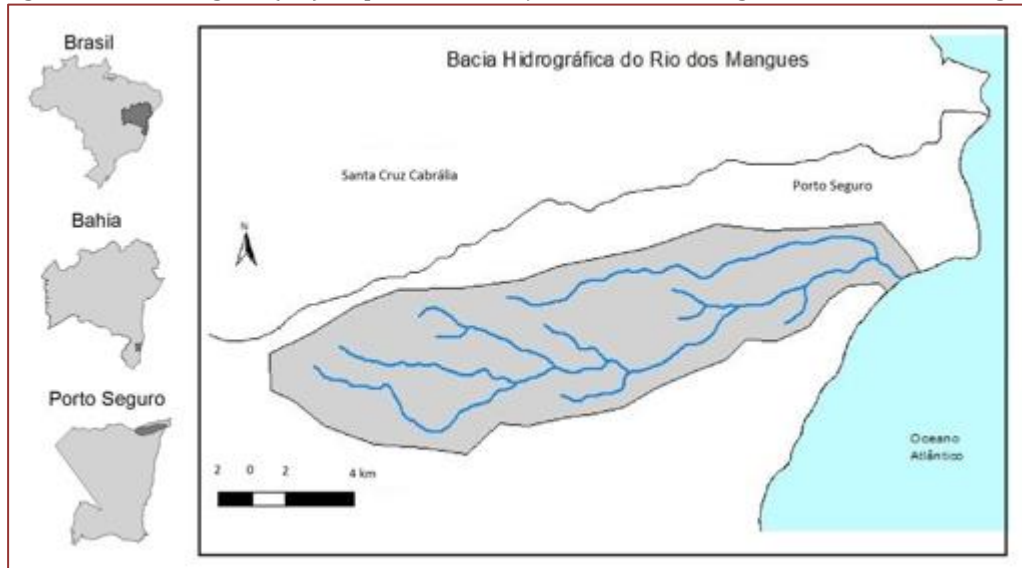 Brasil
Bahia
Porto Seguro
Bacia Hidrográfica do Rio dos Mangues
Santa Cruz Cabrália
Porto Seguro
N
2 0 2 4 km
Oceano
Atlântico